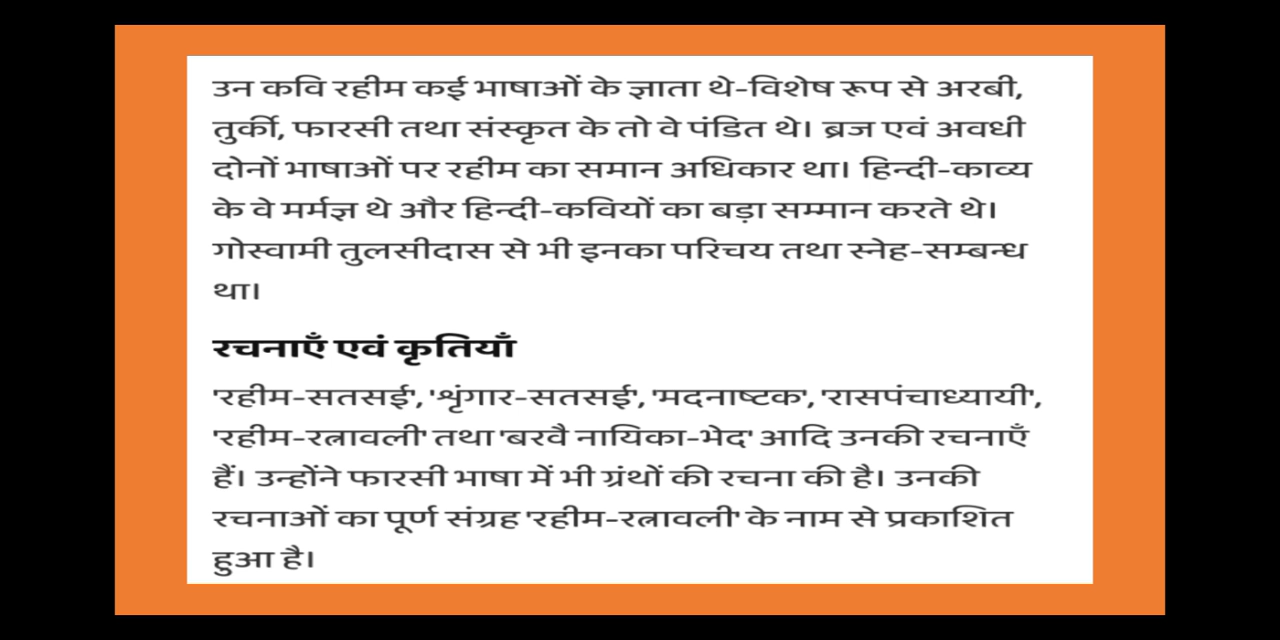 उन कवि रहीम कई भाषाओं के ज्ञाता थे-विशेष रूप से अरबी,
तुर्की, फारसी तथा संस्कृत के तो वे पंडित थे। ब्रज एवं अवधी
दोनों भाषाओं पर रहीम का समान अधिकार था। हिन्दी-काव्य
के वे मर्मज्ञ थे और हिन्दी-कवियों का बड़ा सम्मान करते थे।
गोस्वामी तुलसीदास से भी इनका परिचय तथा स्नेह-सम्बन्ध
था।
रचनाएँ एवं कृतियाँ
'रहीम-सतसई', 'शृंगार-सतसई', 'मदनाष्टक', 'रासपंचाध्यायी',
'रहीम-रत्नावली' तथा 'बरवै नायिका-भेद' आदि उनकी रचनाएँ
हैं। उन्होंने फारसी भाषा में भी ग्रंथों की रचना की है। उनकी
रचनाओं का पूर्ण संग्रह 'रहीम-रत्नावली' के नाम से प्रकाशित
हुआ है।